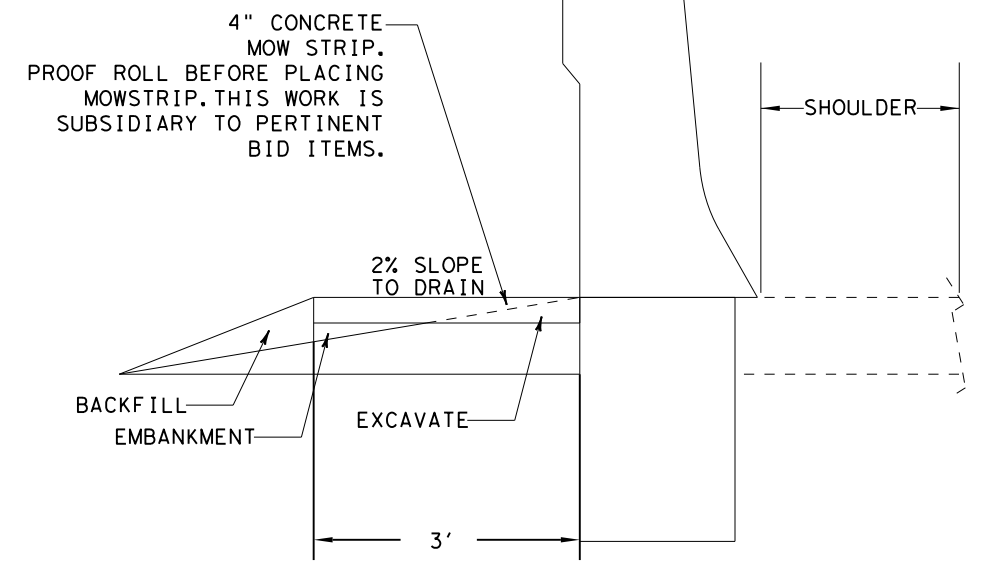 4" CONCRETE
MOW STRIP.
PROOF ROLL BEFORE PLACING
MOWSTRIP. THIS WORK IS
SUBSIDIARY TO PERTINENT
BID ITEMS.
SHOULDER
2% SLOPE
TO DRAIN
BACKFILL
EMBANKMENT
EXCAVATE
3'